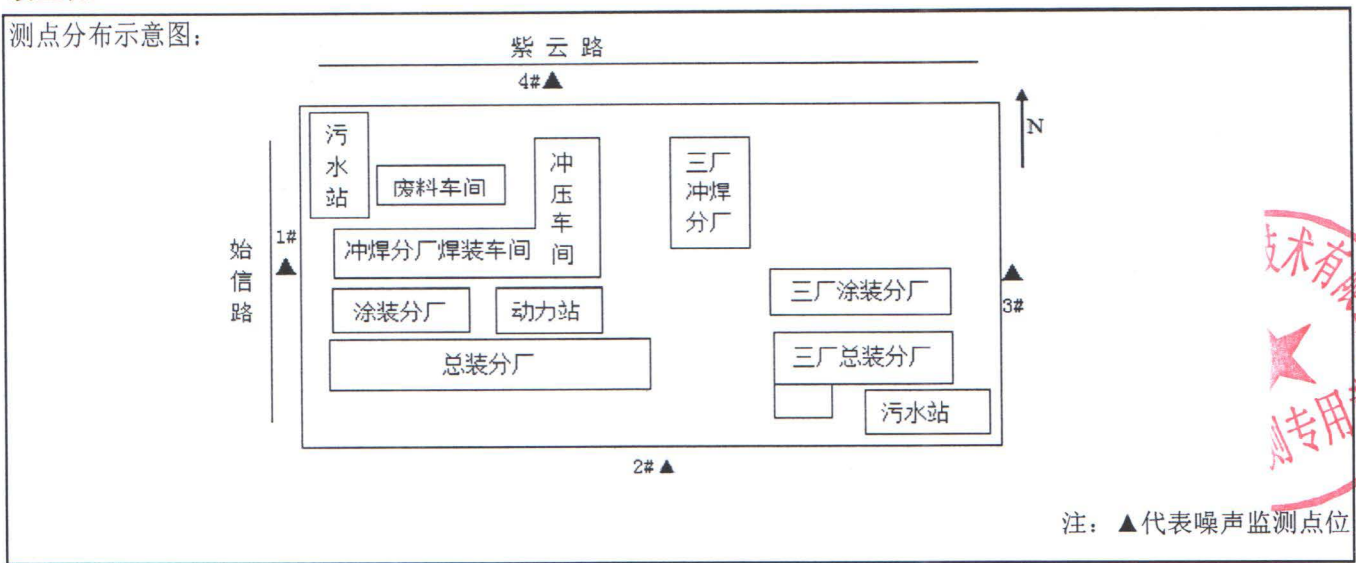 测点分布示意图：
紫云路
4#▲
N
污水站
废料车间
冲压车间
三厂
冲焊
分厂
始信路
1#
▲
冲焊分厂焊装车间
▲
3#
三厂涂装分厂
涂装分厂
动力站
总装分厂
三厂总装分厂
污水站
2#▲
技术有限
测专用
注：▲代表噪声监测点位